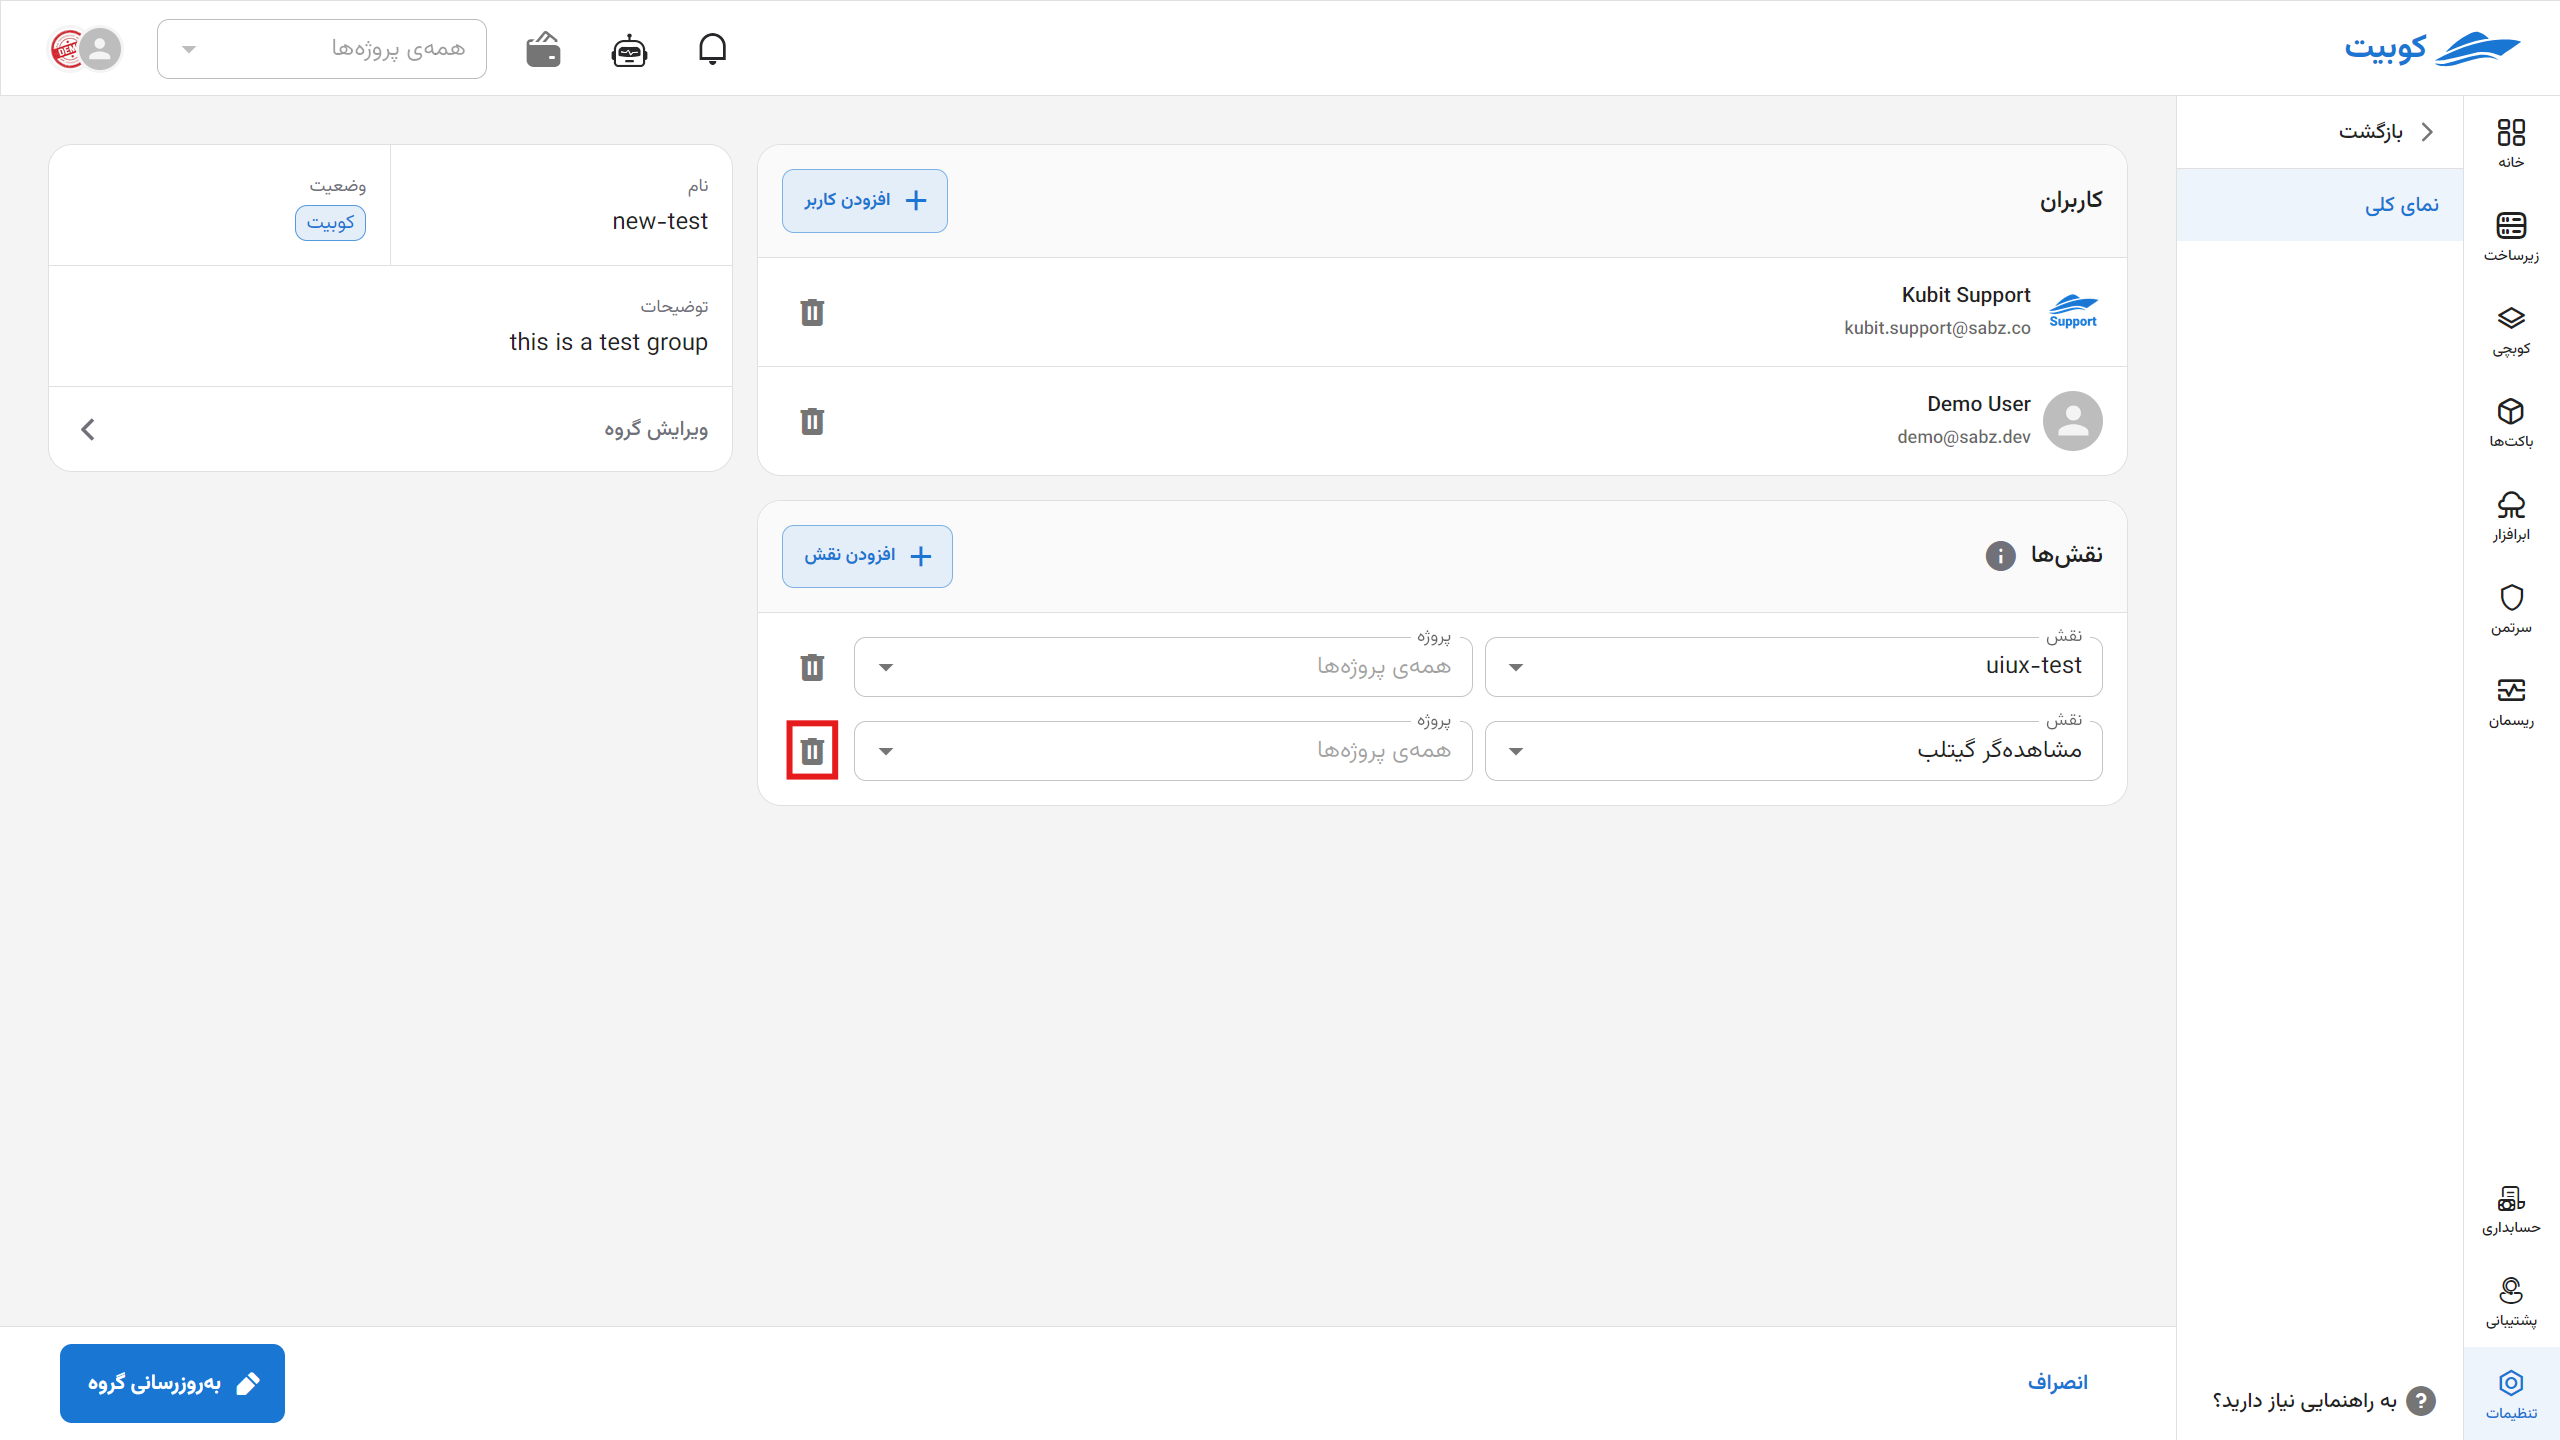 کوبیت
همه‌ی پروژه‌ها
DEMO
خانه
زیرساخت
کوبچی
باکت‌ها
ابرافزار
سرتمن
ریسمان
حسابداری
پشتیبانی
تنظیمات
بازگشت
نمای کلی
به راهنمایی نیاز دارید؟
کاربران
افزودن کاربر
Kubit Support
kubit.support@sabz.co
Support
Demo User
demo@sabz.dev
نقش‌ها
افزودن نقش
نقش
uiux-test
پروژه
همه‌ی پروژه‌ها
نقش
مشاهده‌گر گیتلب
پروژه
همه‌ی پروژه‌ها
نام
new-test
وضعیت
کوبیت
توضیحات
this is a test group
ویرایش گروه
انصراف
به‌روزرسانی گروه